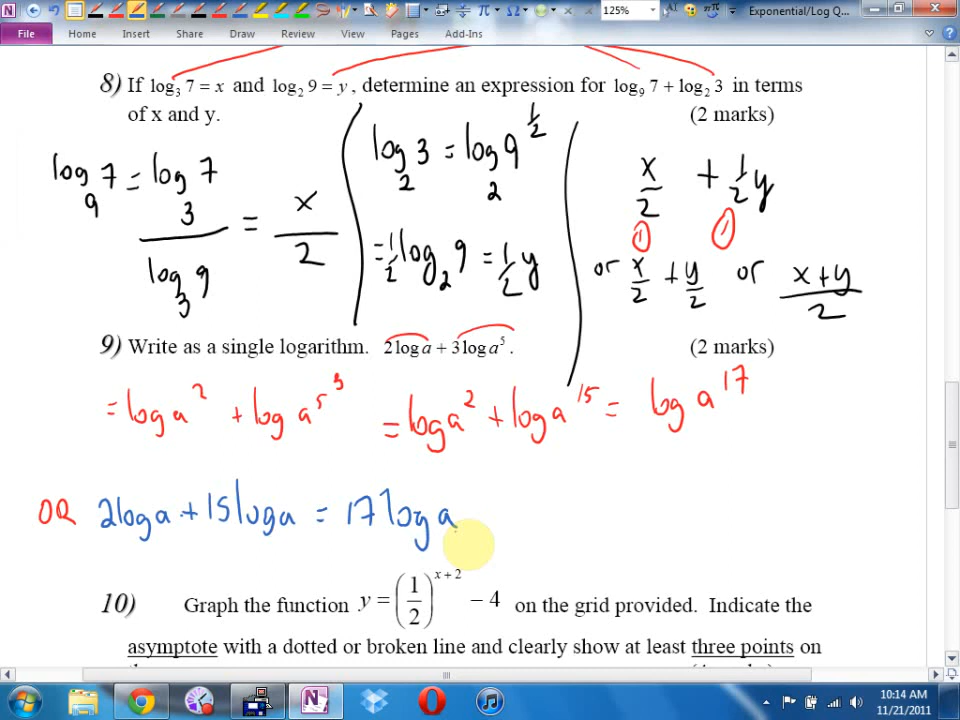 125%
Exponential/Log Q...
File Home Insert Share Draw Review View Pages Add-Ins
8) If log₃ 7 = x and log₂ 9 = y, determine an expression for log₉ 7 + log₂ 3 in terms
of x and y. (2 marks)
log₉ 7 = log₃ 7 / log₃ 9 = x/2
log₂ 3 = log₂ 9^(1/2)
= 1/2 log₂ 9 = 1/2 y
x/2 + 1/2 y
1 1
or x/2 + y/2 or (x+y)/2
9) Write as a single logarithm. 2 log a + 3 log a⁵. (2 marks)
= log a² + log a⁵ ³ = log a² + log a¹⁵ = log a¹⁷
OR 2 log a + 15 log a = 17 log a
10) Graph the function y = (1/2)^(x+2) − 4 on the grid provided. Indicate the
asymptote with a dotted or broken line and clearly show at least three points on
10:14 AM
11/21/2011